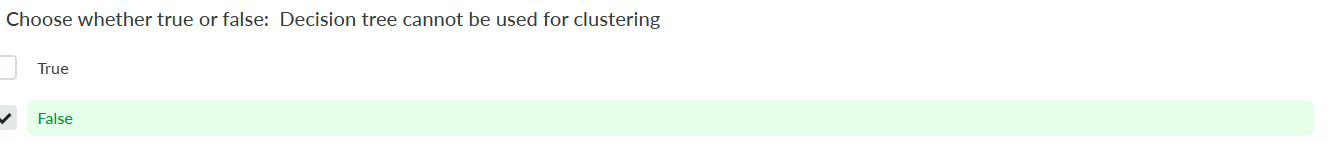 Choose whether true or false:  Decision tree cannot be used for clustering
True
False